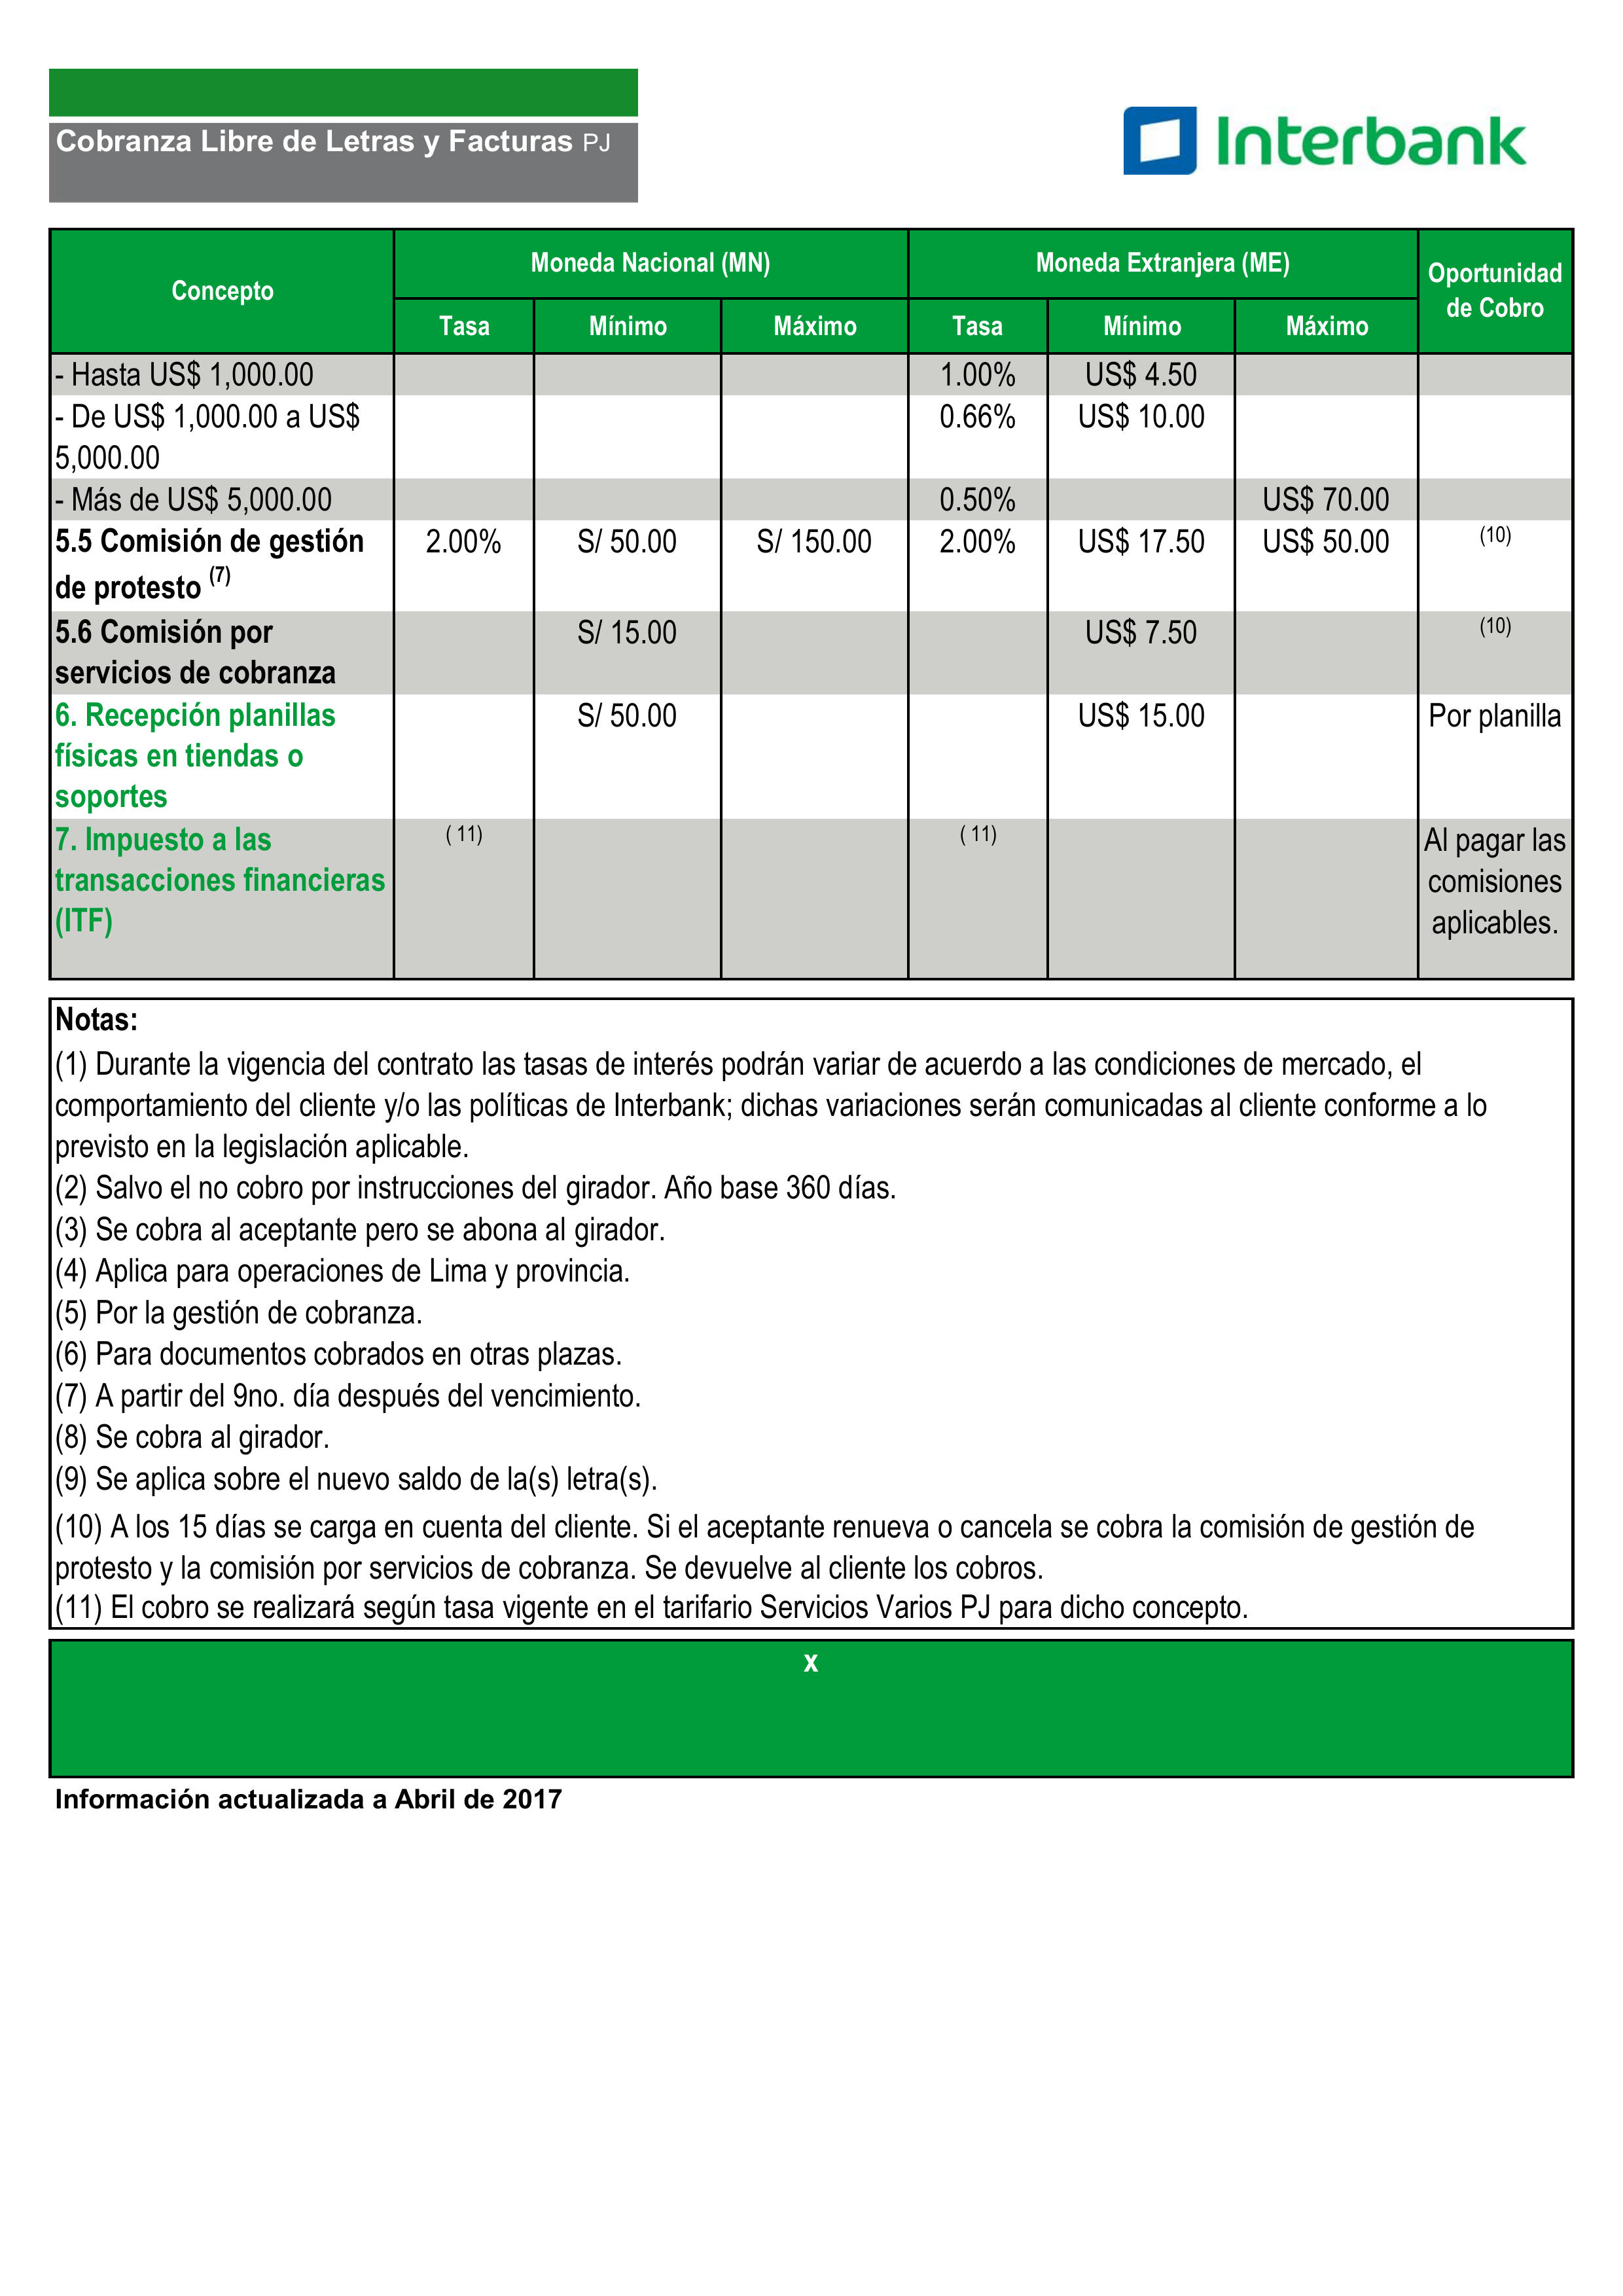 Cobranza Libre de Letras y Facturas PJ
Interbank
Concepto
Moneda Nacional (MN)
Moneda Extranjera (ME)
Oportunidad
de Cobro
Tasa Mínimo Máximo Tasa Mínimo Máximo
- Hasta US$ 1,000.00 1.00% US$ 4.50
- De US$ 1,000.00 a US$ 0.66% US$ 10.00
5,000.00
- Más de US$ 5,000.00 0.50% US$ 70.00
5.5 Comisión de gestión 2.00% S/ 50.00 S/ 150.00 2.00% US$ 17.50 US$ 50.00 (10)
de protesto (7)
5.6 Comisión por S/ 15.00 US$ 7.50 (10)
servicios de cobranza
6. Recepción planillas S/ 50.00 US$ 15.00 Por planilla
físicas en tiendas o
soportes
7. Impuesto a las ( 11) ( 11) Al pagar las
transacciones financieras comisiones
(ITF) aplicables.
Notas:
(1) Durante la vigencia del contrato las tasas de interés podrán variar de acuerdo a las condiciones de mercado, el
comportamiento del cliente y/o las políticas de Interbank; dichas variaciones serán comunicadas al cliente conforme a lo
previsto en la legislación aplicable.
(2) Salvo el no cobro por instrucciones del girador. Año base 360 días.
(3) Se cobra al aceptante pero se abona al girador.
(4) Aplica para operaciones de Lima y provincia.
(5) Por la gestión de cobranza.
(6) Para documentos cobrados en otras plazas.
(7) A partir del 9no. día después del vencimiento.
(8) Se cobra al girador.
(9) Se aplica sobre el nuevo saldo de la(s) letra(s).
(10) A los 15 días se carga en cuenta del cliente. Si el aceptante renueva o cancela se cobra la comisión de gestión de
protesto y la comisión por servicios de cobranza. Se devuelve al cliente los cobros.
(11) El cobro se realizará según tasa vigente en el tarifario Servicios Varios PJ para dicho concepto.
x
Información actualizada a Abril de 2017